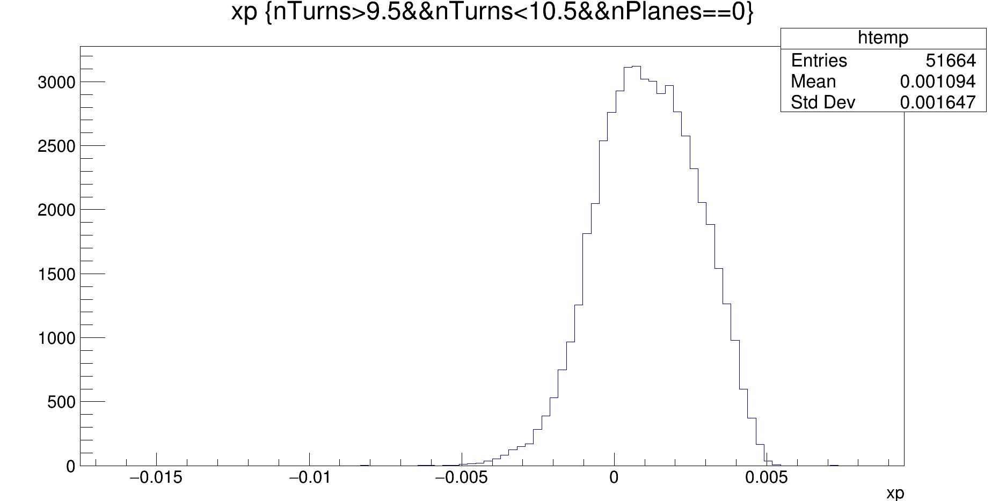 xp {nTurns>9.5&&nTurns<10.5&&nPlanes==0}
htemp
Entries 51664
Mean 0.001094
Std Dev 0.001647
3000
2500
2000
1500
1000
500
0
−0.015 −0.01 −0.005 0 0.005
xp